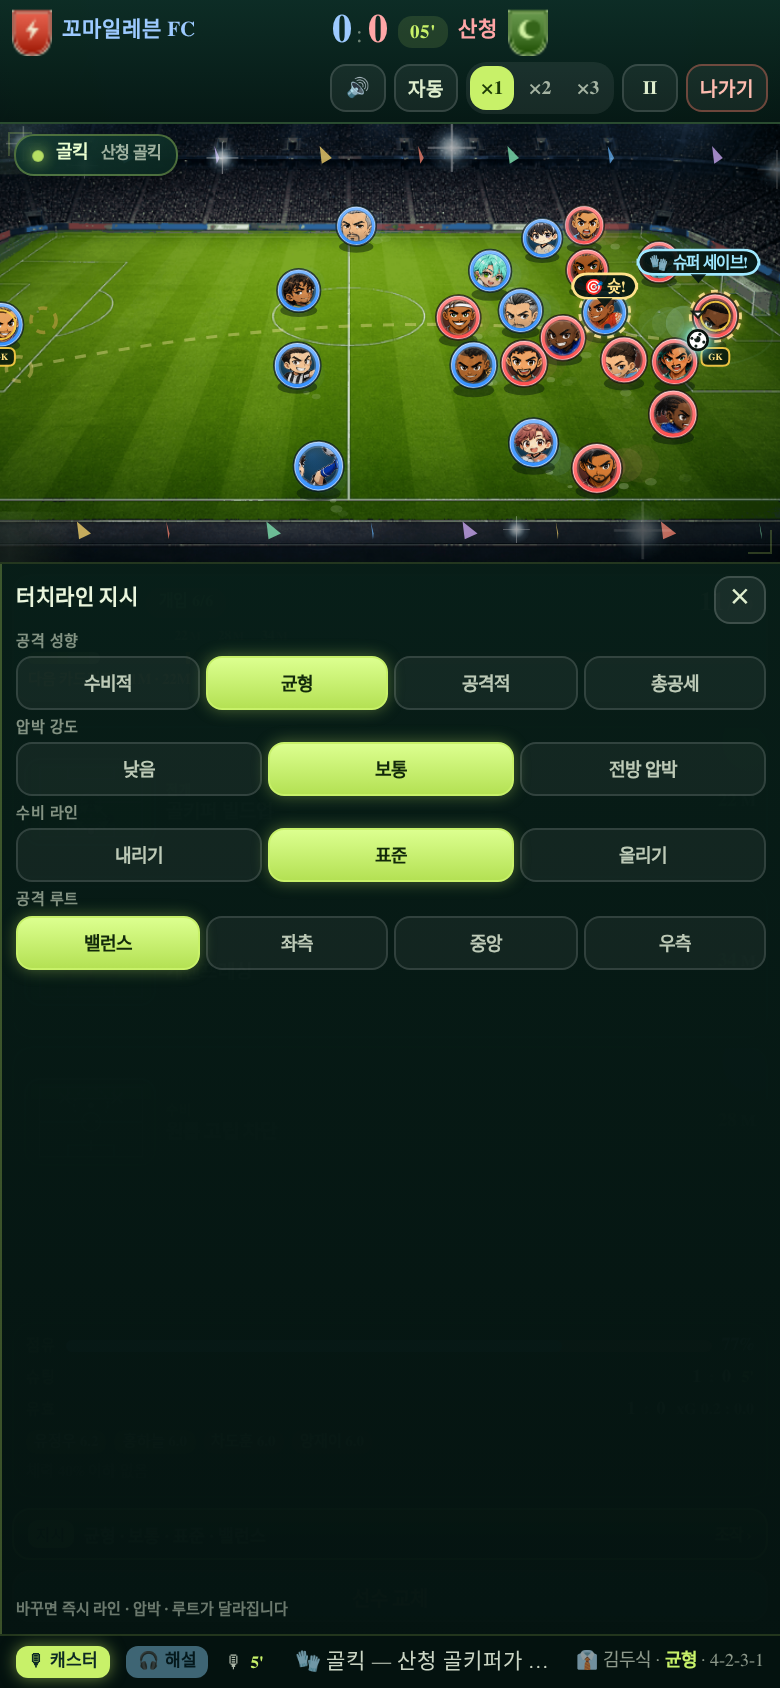 꼬마일레븐 FC
0 : 0
05'
산청
자동
×1
×2
×3
II
나가기
골킥 산청 골킥
슈퍼 세이브!
슛!
GK
터치라인 지시
×
공격 성향
수비적
균형
공격적
총공세
압박 강도
낮음
보통
전방 압박
수비 라인
내리기
표준
올리기
공격 루트
밸런스
좌측
중앙
우측
바꾸면 즉시 라인 · 압박 · 루트가 달라집니다
캐스터
해설
5'
골킥 — 산청 골키퍼가 …
김두식 · 균형 · 4-2-3-1